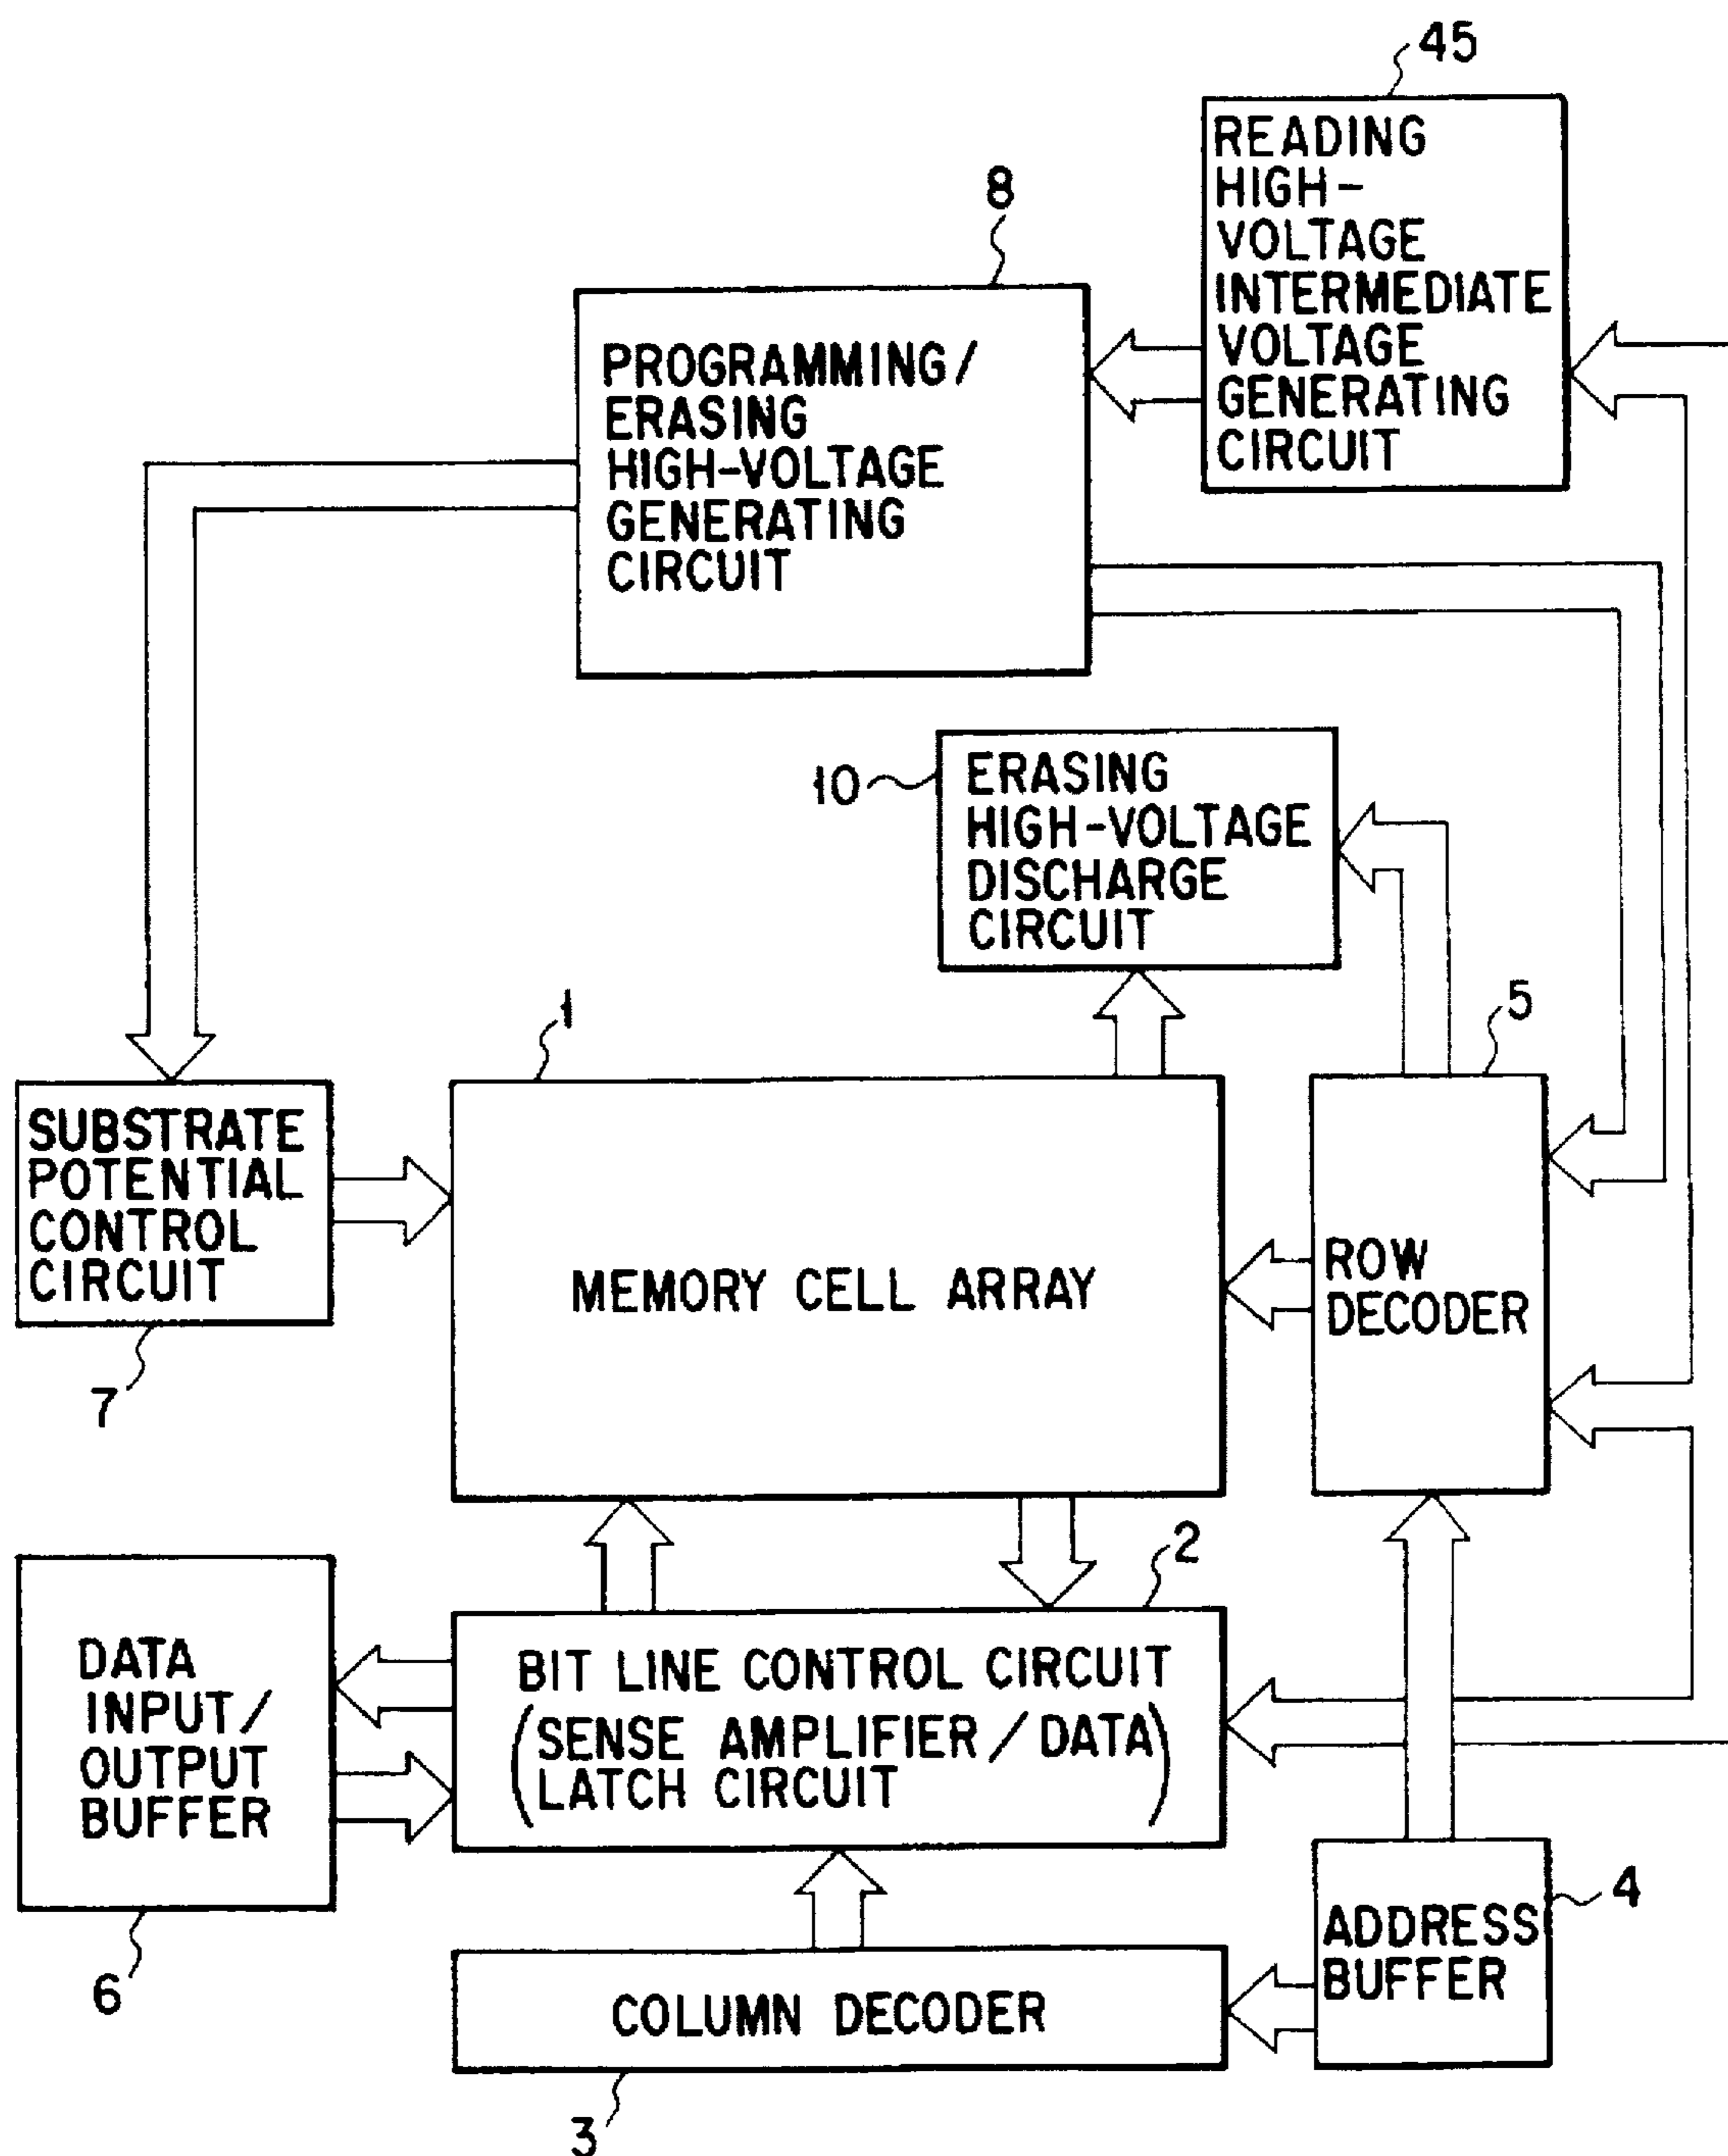 45
READING
HIGH-
VOLTAGE
INTERMEDIATE
VOLTAGE
GENERATING
CIRCUIT
8
PROGRAMMING/
ERASING
HIGH-VOLTAGE
GENERATING
CIRCUIT
10
ERASING
HIGH-VOLTAGE
DISCHARGE
CIRCUIT
1
5
SUBSTRATE
POTENTIAL
CONTROL
CIRCUIT
7
MEMORY CELL ARRAY
ROW
DECODER
2
DATA
INPUT/
OUTPUT
BUFFER
6
BIT LINE CONTROL CIRCUIT
(SENSE AMPLIFIER/DATA
LATCH CIRCUIT)
4
ADDRESS
BUFFER
COLUMN DECODER
3